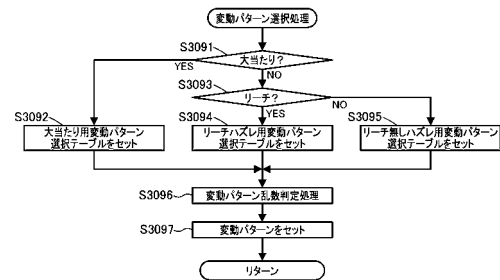 変動パターン選択処理
S3091
大当たり?
YES
NO
S3093
リーチ?
NO
YES
S3092
大当たり用変動パターン
選択テーブルをセット
S3094
リーチハズレ用変動パターン
選択テーブルをセット
S3095
リーチ無しハズレ用変動パターン
選択テーブルをセット
S3096
変動パターン乱数判定処理
S3097
変動パターンをセット
リターン